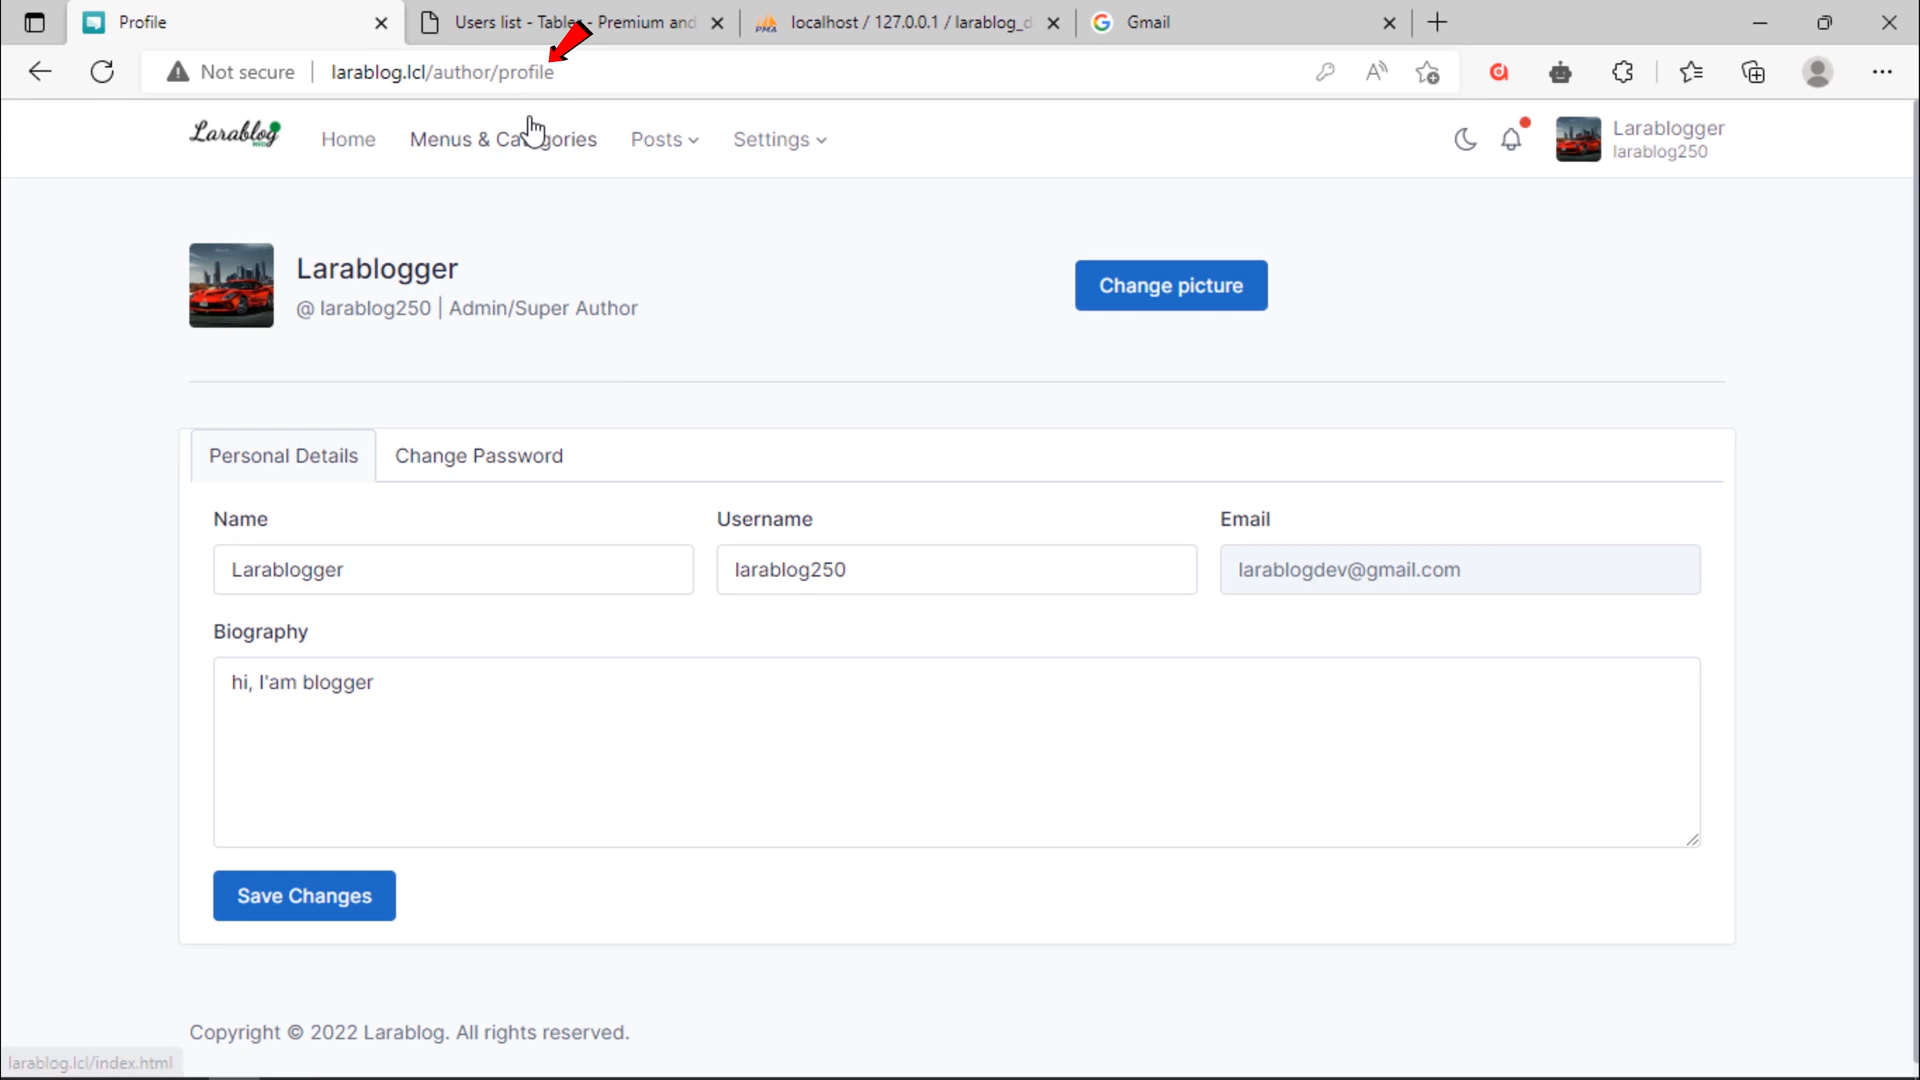 Profile
Users list - Tabler - Premium and
localhost / 127.0.0.1 / larablog_d
Gmail
Not secure
larablog.lcl/author/profile
Larablog
Home
Menus & Categories
Posts
Settings
Larablogger
larablog250
Larablogger
@ larablog250 | Admin/Super Author
Change picture
Personal Details
Change Password
Name
Username
Email
Larablogger
larablog250
larablogdev@gmail.com
Biography
hi, I'am blogger
Save Changes
Copyright © 2022 Larablog. All rights reserved.
larablog.lcl/index.html